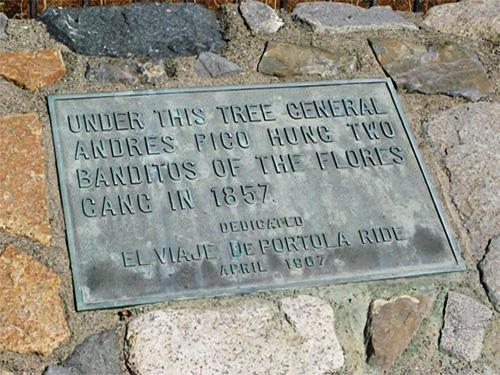 UNDER THIS TREE GENERAL
ANDRES PICO HUNG TWO
BANDITOS OF THE FLORES
GANG IN 1857.
DEDICATED
EL VIAJE DE PORTOLA RIDE
APRIL 1967